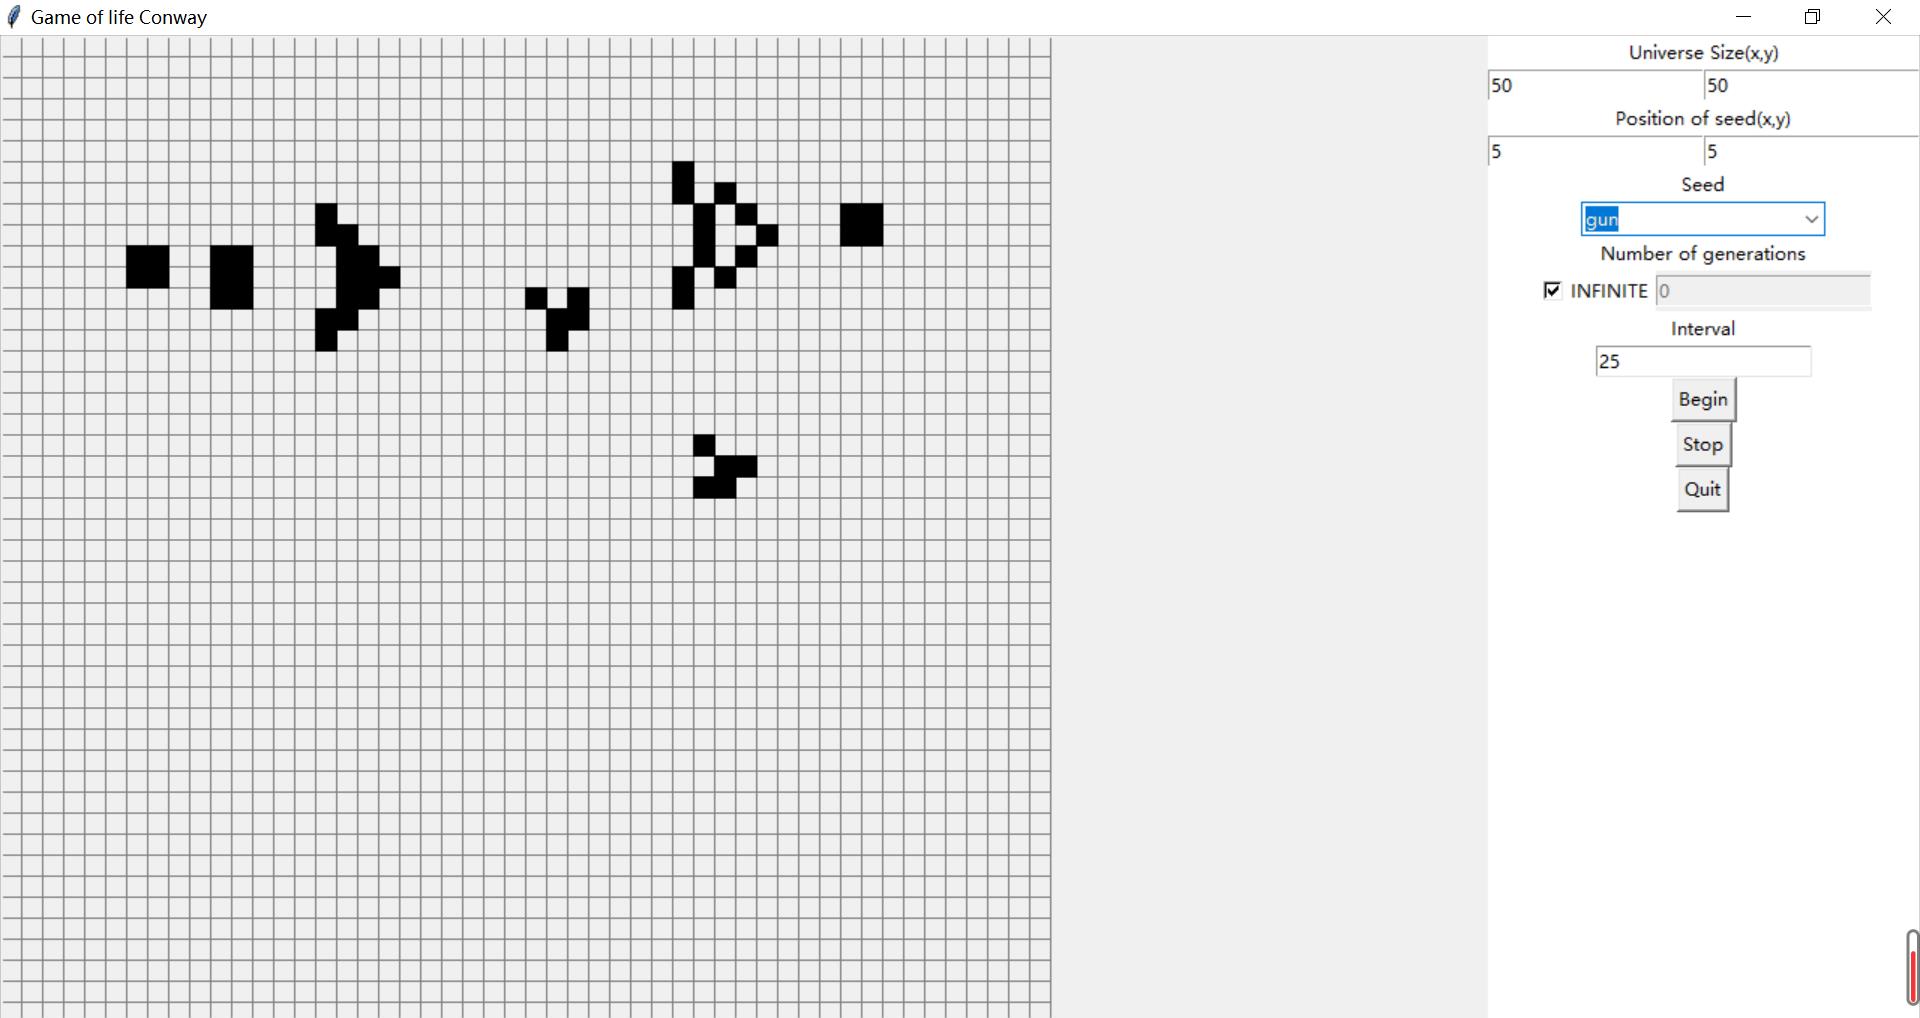 Game of life Conway
Universe Size(x,y)
50 50
Position of seed(x,y)
5 5
Seed
gun
Number of generations
INFINITE 0
Interval
25
Begin
Stop
Quit